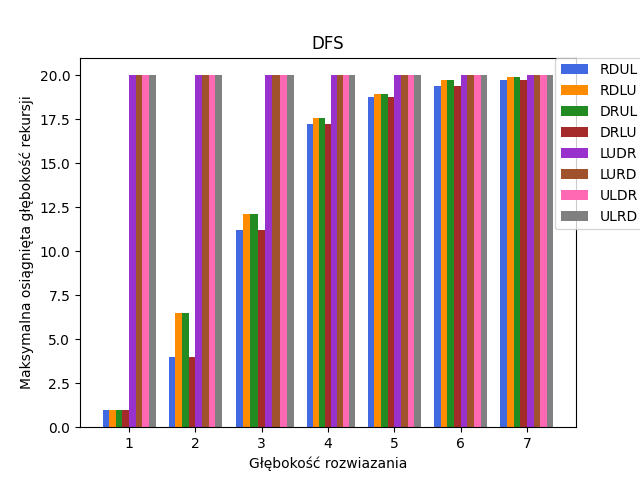 DFS
Maksymalna osiągnięta głębokość rekursji
20.0
17.5
15.0
12.5
10.0
7.5
5.0
2.5
0.0
1 2 3 4 5 6 7
Głębokość rozwiazania
RDUL
RDLU
DRUL
DRLU
LUDR
LURD
ULDR
ULRD